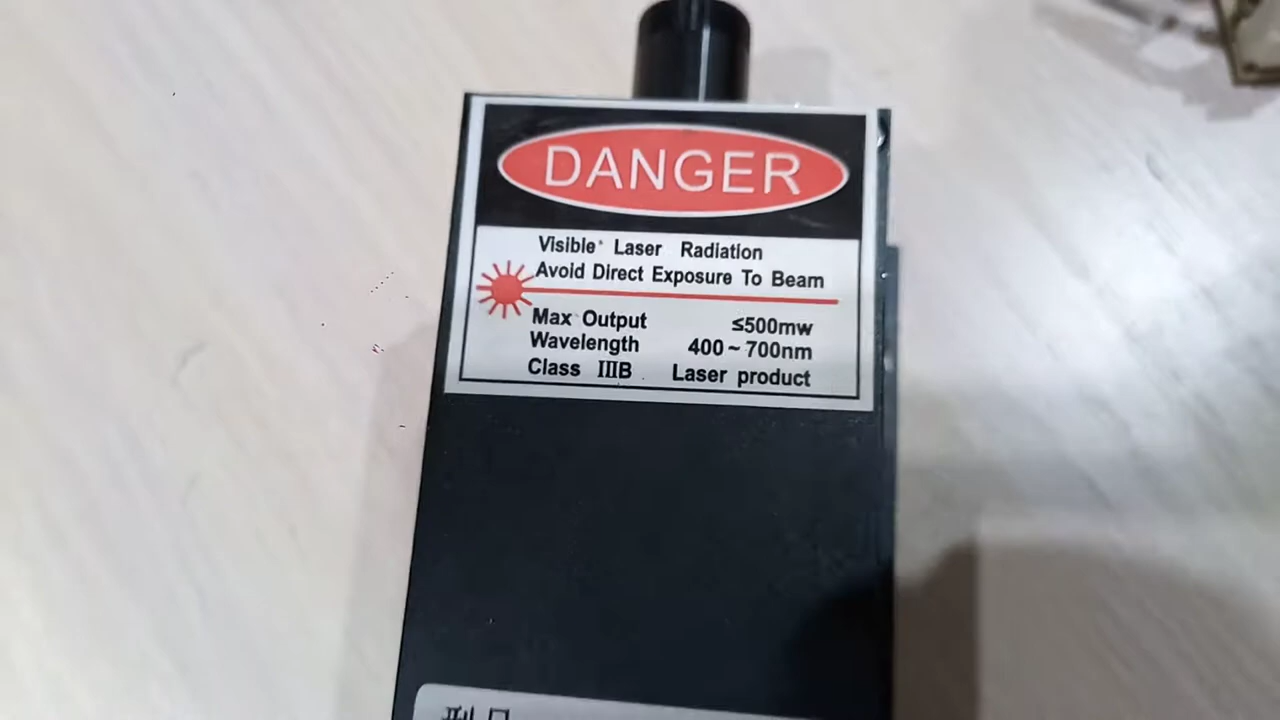 DANGER
Visible Laser Radiation
Avoid Direct Exposure To Beam
Max Output ≤500mw
Wavelength 400~700nm
Class ⅢB Laser product